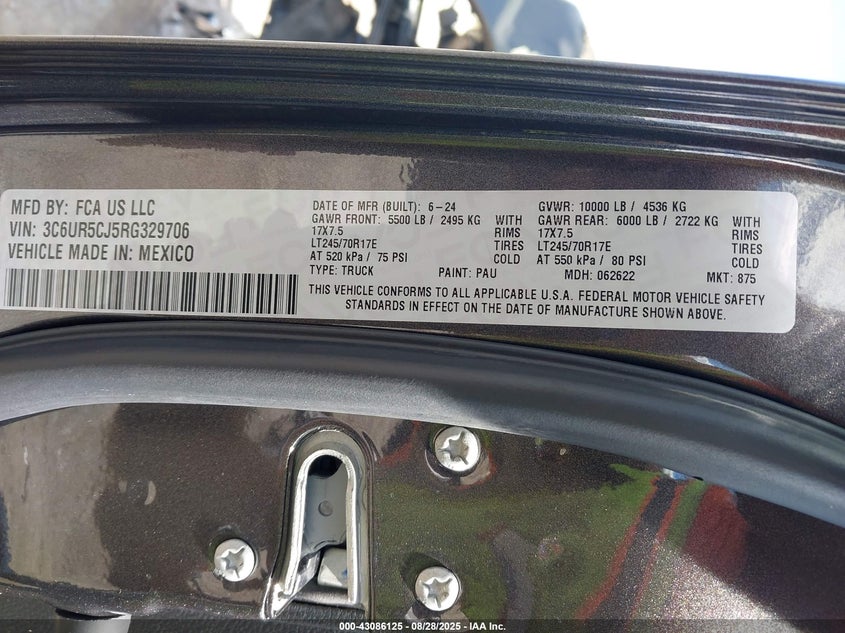 MFD BY: FCA US LLC
VIN: 3C6UR5CJ5RG329706
VEHICLE MADE IN: MEXICO
DATE OF MFR (BUILT): 6-24
GAWR FRONT: 5500 LB / 2495 KG WITH
17X7.5 RIMS
LT245/70R17E TIRES
AT 520 kPa / 75 PSI COLD
TYPE: TRUCK PAINT: PAU
GVWR: 10000 LB / 4536 KG
GAWR REAR: 6000 LB / 2722 KG WITH
17X7.5 RIMS
LT245/70R17E TIRES
AT 550 kPa / 80 PSI COLD
MDH: 062622 MKT: 875
THIS VEHICLE CONFORMS TO ALL APPLICABLE U.S.A. FEDERAL MOTOR VEHICLE SAFETY
STANDARDS IN EFFECT ON THE DATE OF MANUFACTURE SHOWN ABOVE.
000-43086125 - 08/28/2025 - IAA Inc.